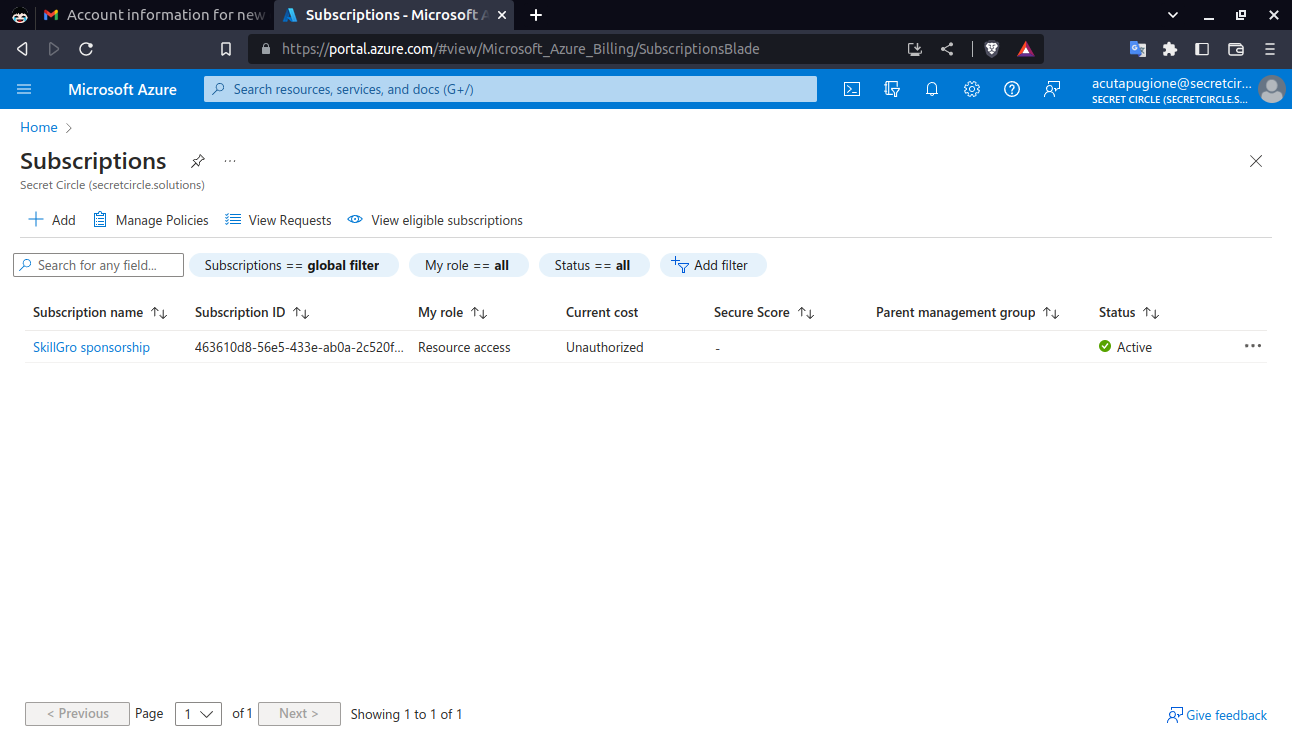 Account information for new
Subscriptions - Microsoft A
https://portal.azure.com/#view/Microsoft_Azure_Billing/SubscriptionsBlade
Microsoft Azure
Search resources, services, and docs (G+/)
acutapugione@secretcir...
SECRET CIRCLE (SECRETCIRCLE.S...
Home
Subscriptions
Secret Circle (secretcircle.solutions)
Add Manage Policies View Requests View eligible subscriptions
Search for any field... Subscriptions == global filter My role == all Status == all Add filter
Subscription name Subscription ID My role Current cost Secure Score Parent management group Status
SkillGro sponsorship 463610d8-56e5-433e-ab0a-2c520f... Resource access Unauthorized - Active
< Previous Page 1 of 1 Next > Showing 1 to 1 of 1 Give feedback